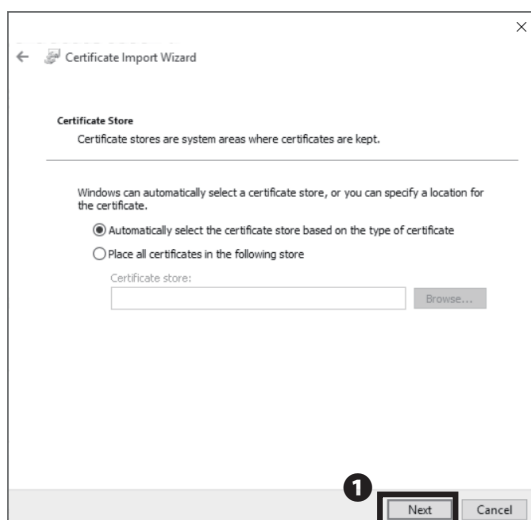 Certificate Import Wizard
Certificate Store
Certificate stores are system areas where certificates are kept.
Windows can automatically select a certificate store, or you can specify a location for
the certificate.
Automatically select the certificate store based on the type of certificate
Place all certificates in the following store
Certificate store:
Browse...
1
Next Cancel